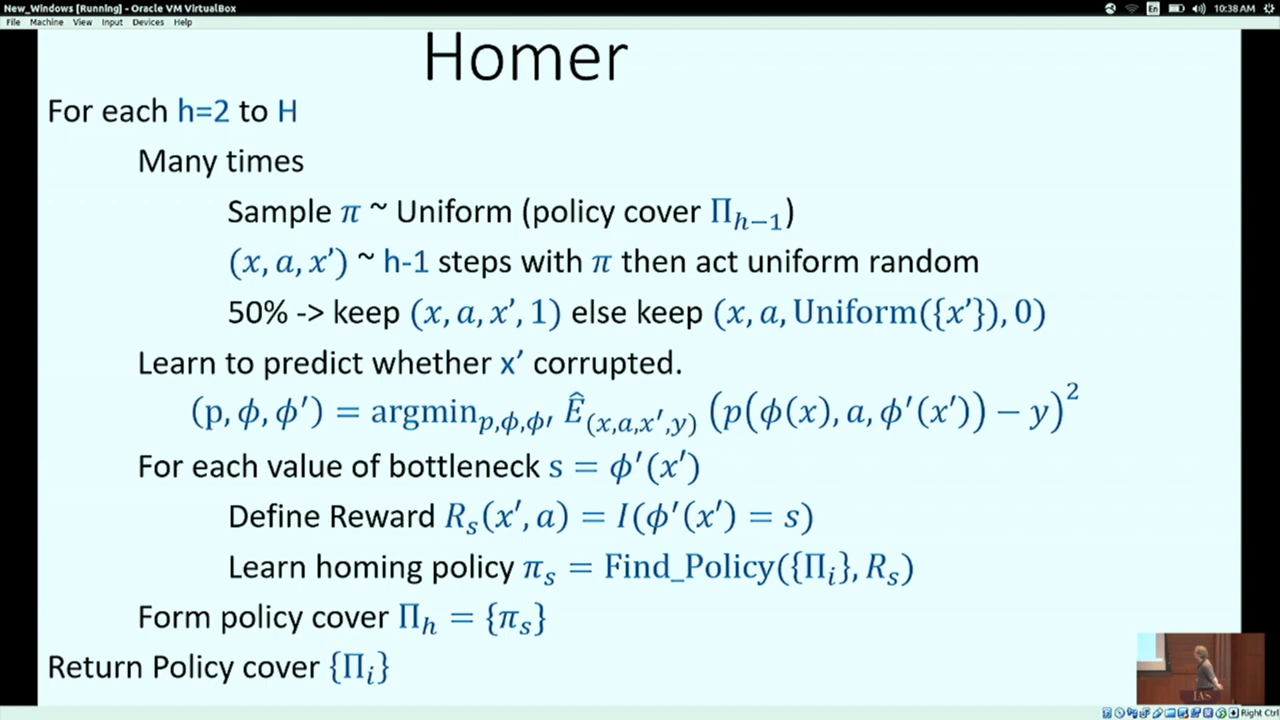 New_Windows [Running] - Oracle VM VirtualBox
En 10:38 AM
File Machine View Input Devices Help
Homer
For each h=2 to H
Many times
Sample π ~ Uniform (policy cover Π_{h−1})
(x, a, x′) ~ h-1 steps with π then act uniform random
50% -> keep (x, a, x′, 1) else keep (x, a, Uniform({x′}), 0)
Learn to predict whether x′ corrupted.
(p, ϕ, ϕ′) = argmin_{p,ϕ,ϕ′} Ê_{(x,a,x′,y)} (p(ϕ(x), a, ϕ′(x′)) − y)²
For each value of bottleneck s = ϕ′(x′)
Define Reward R_s(x′, a) = I(ϕ′(x′) = s)
Learn homing policy π_s = Find_Policy({Π_i}, R_s)
Form policy cover Π_h = {π_s}
Return Policy cover {Π_i}
IAS
Right Ctrl